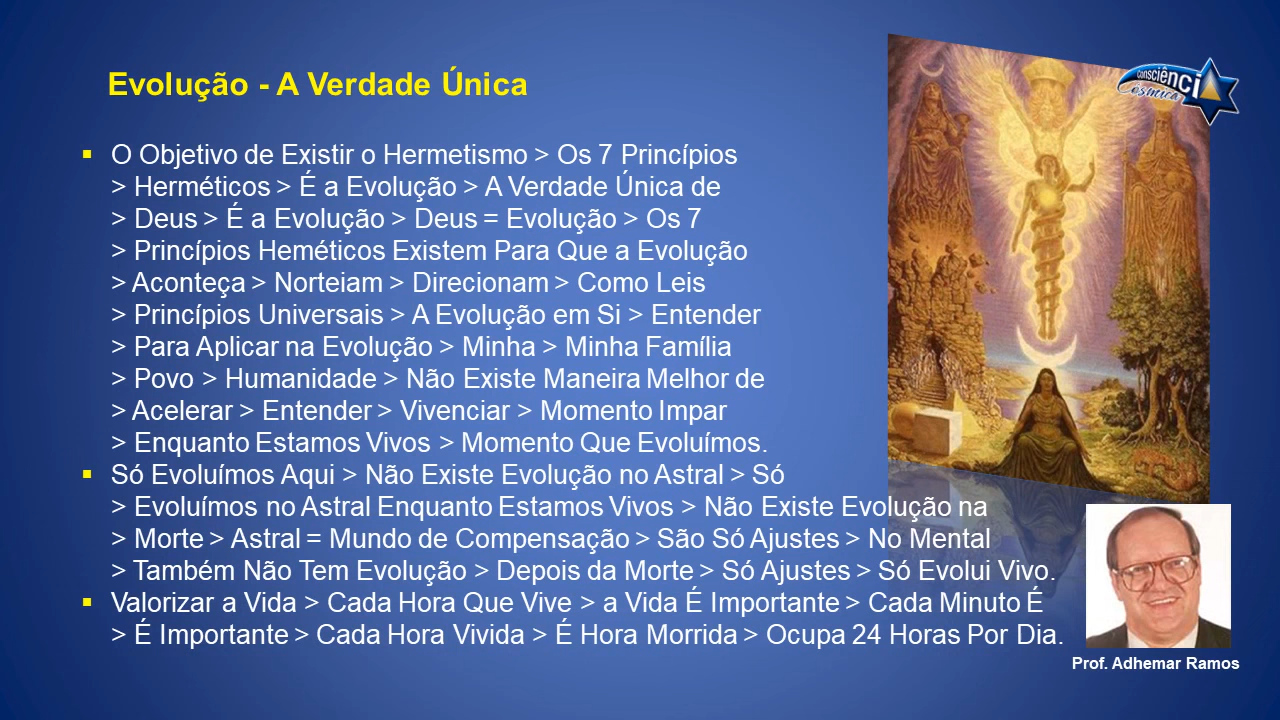 Evolução - A Verdade Única
Consciênci
Cósmica
▪ O Objetivo de Existir o Hermetismo > Os 7 Princípios
> Herméticos > É a Evolução > A Verdade Única de
> Deus > É a Evolução > Deus = Evolução > Os 7
> Princípios Heméticos Existem Para Que a Evolução
> Aconteça > Norteiam > Direcionam > Como Leis
> Princípios Universais > A Evolução em Si > Entender
> Para Aplicar na Evolução > Minha > Minha Família
> Povo > Humanidade > Não Existe Maneira Melhor de
> Acelerar > Entender > Vivenciar > Momento Impar
> Enquanto Estamos Vivos > Momento Que Evoluímos.
▪ Só Evoluímos Aqui > Não Existe Evolução no Astral > Só
> Evoluímos no Astral Enquanto Estamos Vivos > Não Existe Evolução na
> Morte > Astral = Mundo de Compensação > São Só Ajustes > No Mental
> Também Não Tem Evolução > Depois da Morte > Só Ajustes > Só Evolui Vivo.
▪ Valorizar a Vida > Cada Hora Que Vive > a Vida É Importante > Cada Minuto É
> É Importante > Cada Hora Vivida > É Hora Morrida > Ocupa 24 Horas Por Dia.
Prof. Adhemar Ramos